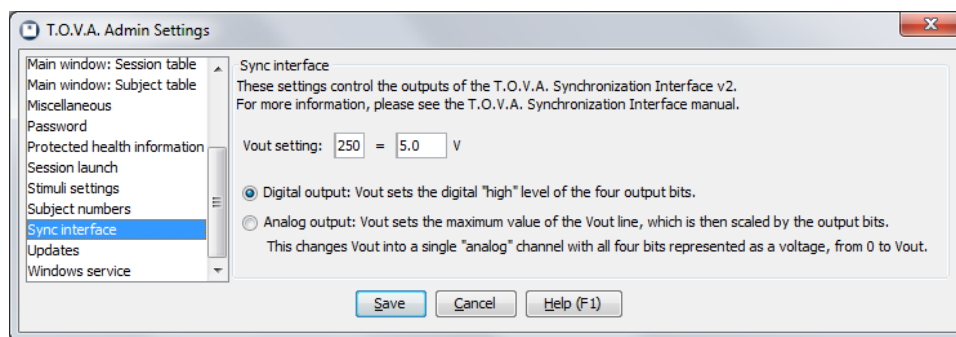 T.O.V.A. Admin Settings
Main window: Session table
Main window: Subject table
Miscellaneous
Password
Protected health information
Session launch
Stimuli settings
Subject numbers
Sync interface
Updates
Windows service
Sync interface
These settings control the outputs of the T.O.V.A. Synchronization Interface v2.
For more information, please see the T.O.V.A. Synchronization Interface manual.
Vout setting: 250 = 5.0 V
Digital output: Vout sets the digital "high" level of the four output bits.
Analog output: Vout sets the maximum value of the Vout line, which is then scaled by the output bits.
This changes Vout into a single "analog" channel with all four bits represented as a voltage, from 0 to Vout.
Save Cancel Help (F1)